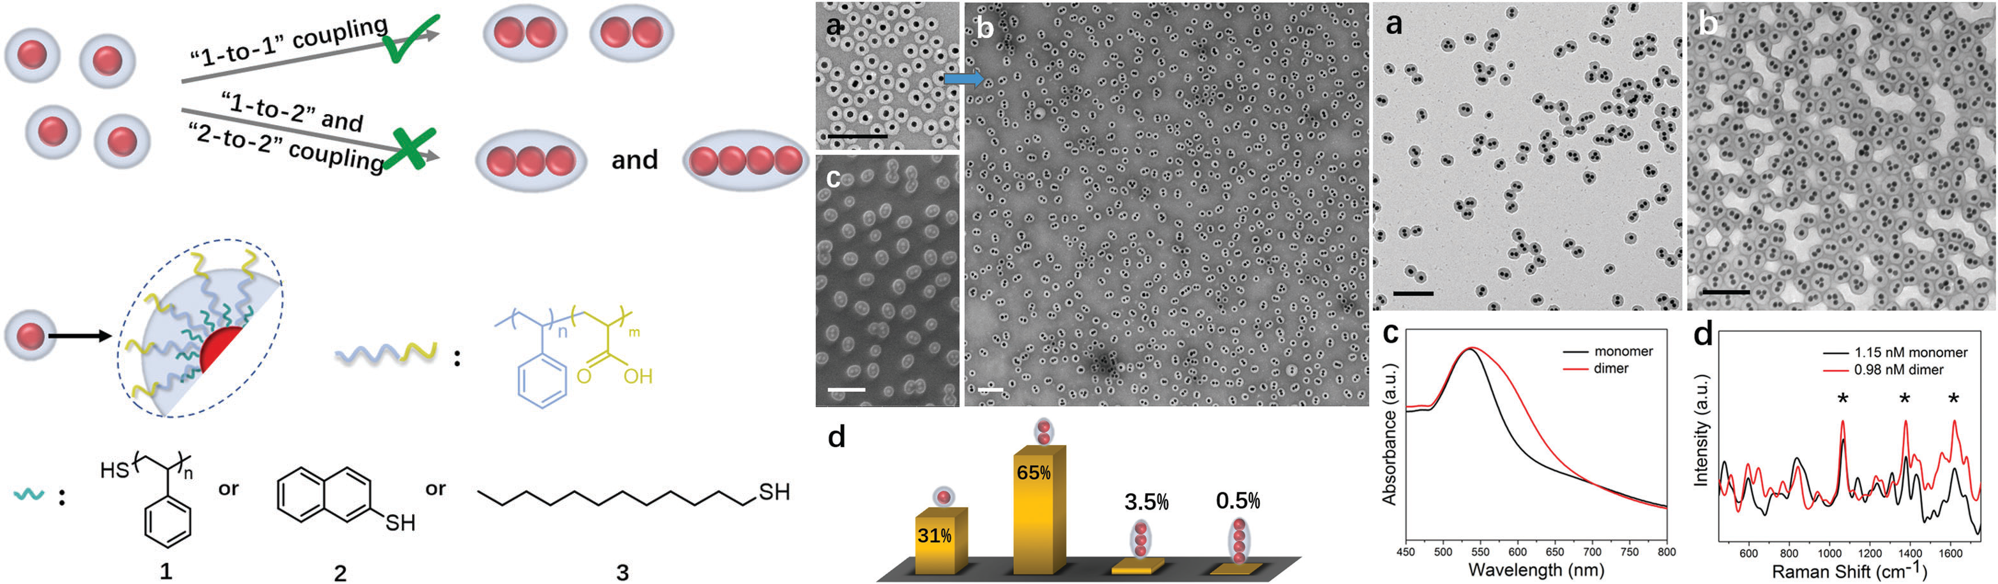 "1-to-1" coupling
"1-to-2" and
"2-to-2" coupling
and
:
n
m
O
OH
:
HS
n
or
SH
or
SH
1
2
3
a
b
c
d
31%
65%
3.5%
0.5%
a
b
c
monomer
dimer
Absorbance (a.u.)
450 500 550 600 650 700 750 800
Wavelength (nm)
d
1.15 nM monomer
0.98 nM dimer
* * *
Intensity (a.u.)
600 800 1000 1200 1400 1600
Raman Shift (cm⁻¹)